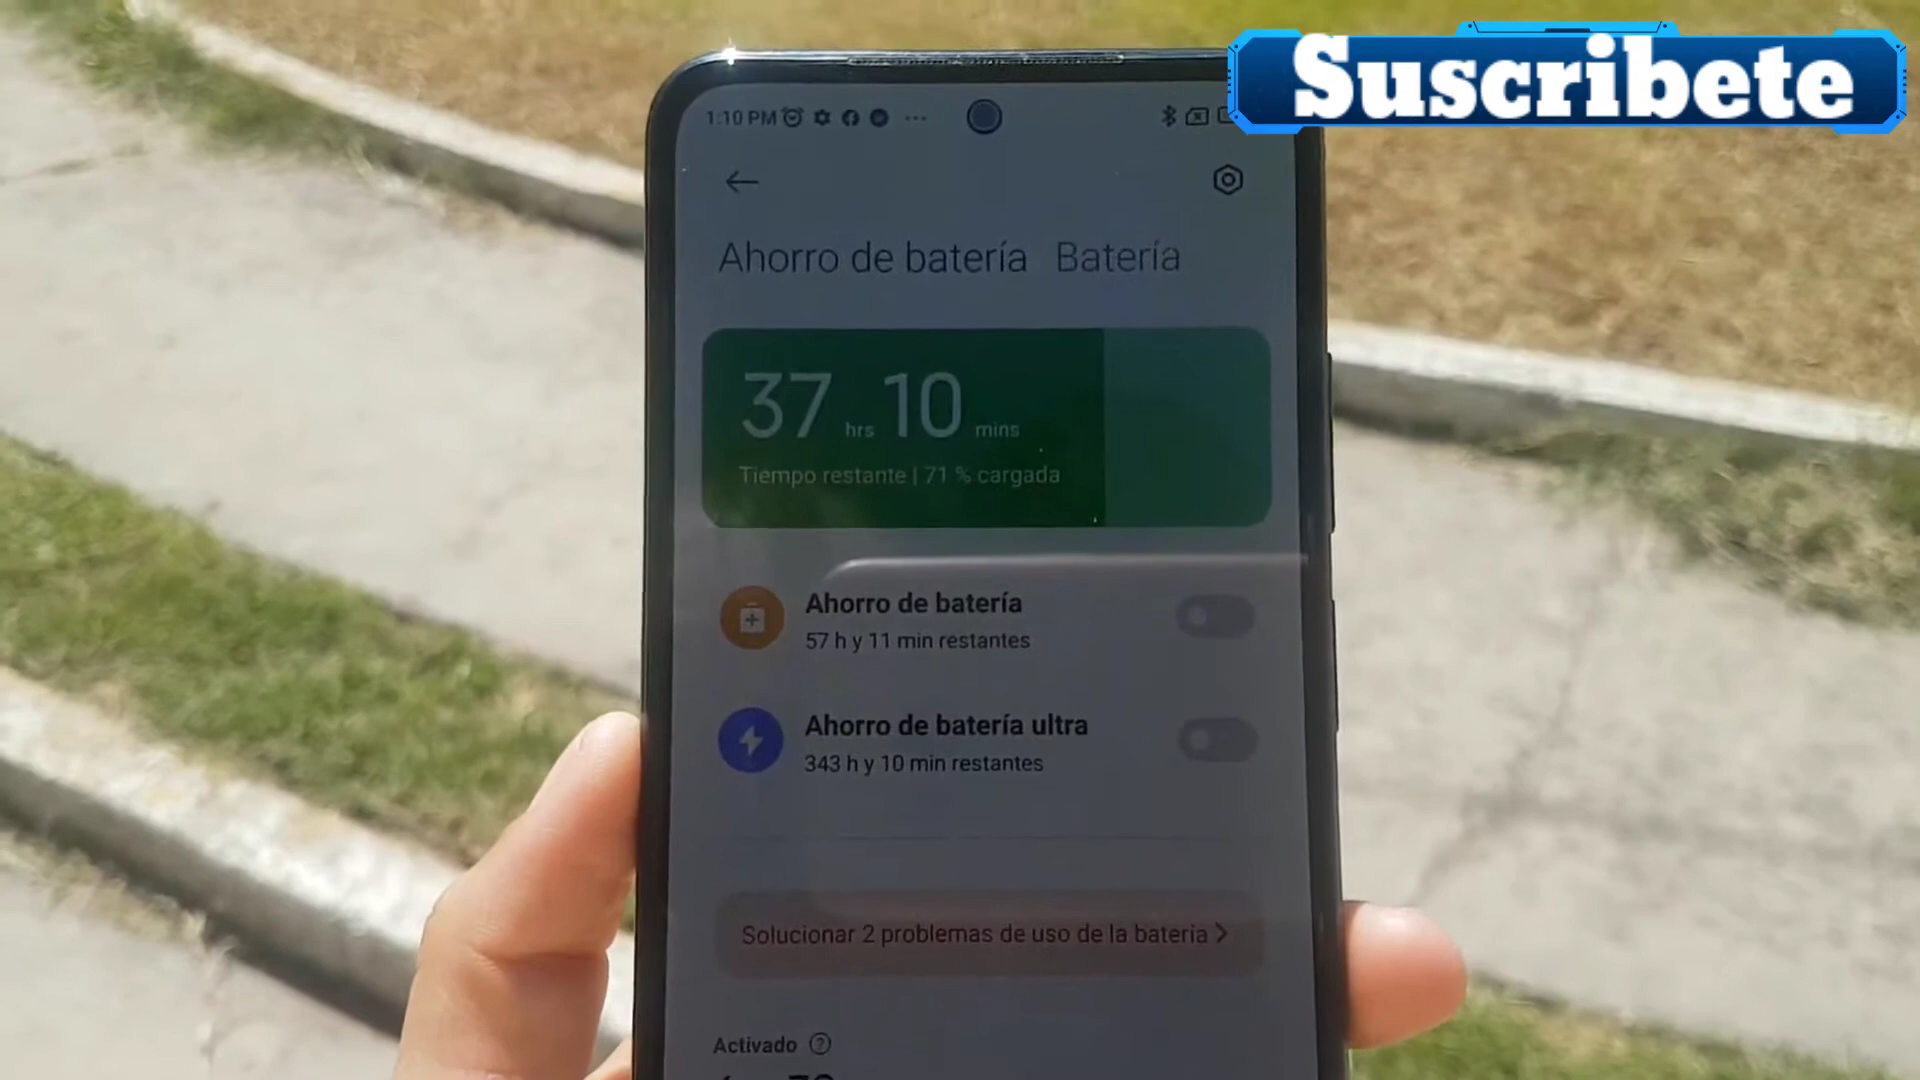 Suscribete
1:10 PM
Ahorro de batería Batería
37 hrs 10 mins
Tiempo restante | 71 % cargada
Ahorro de batería
57 h y 11 min restantes
Ahorro de batería ultra
343 h y 10 min restantes
Solucionar 2 problemas de uso de la batería >
Activado ?